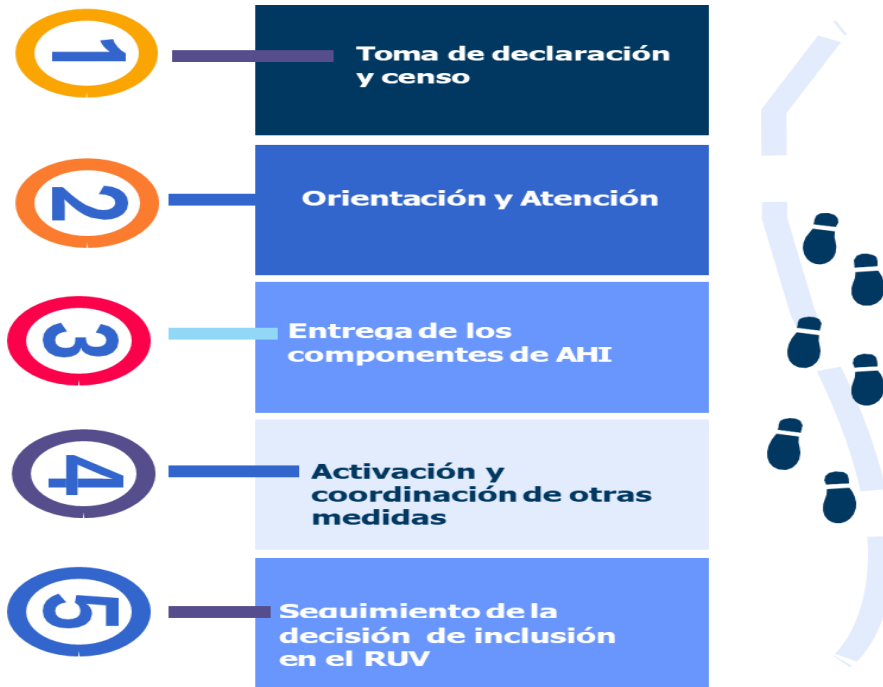 1
Toma de declaración
y censo
2
Orientación y Atención
3
Entrega de los
componentes de AHI
4
Activación y
coordinación de otras
medidas
5
Seguimiento de la
decisión de inclusión
en el RUV